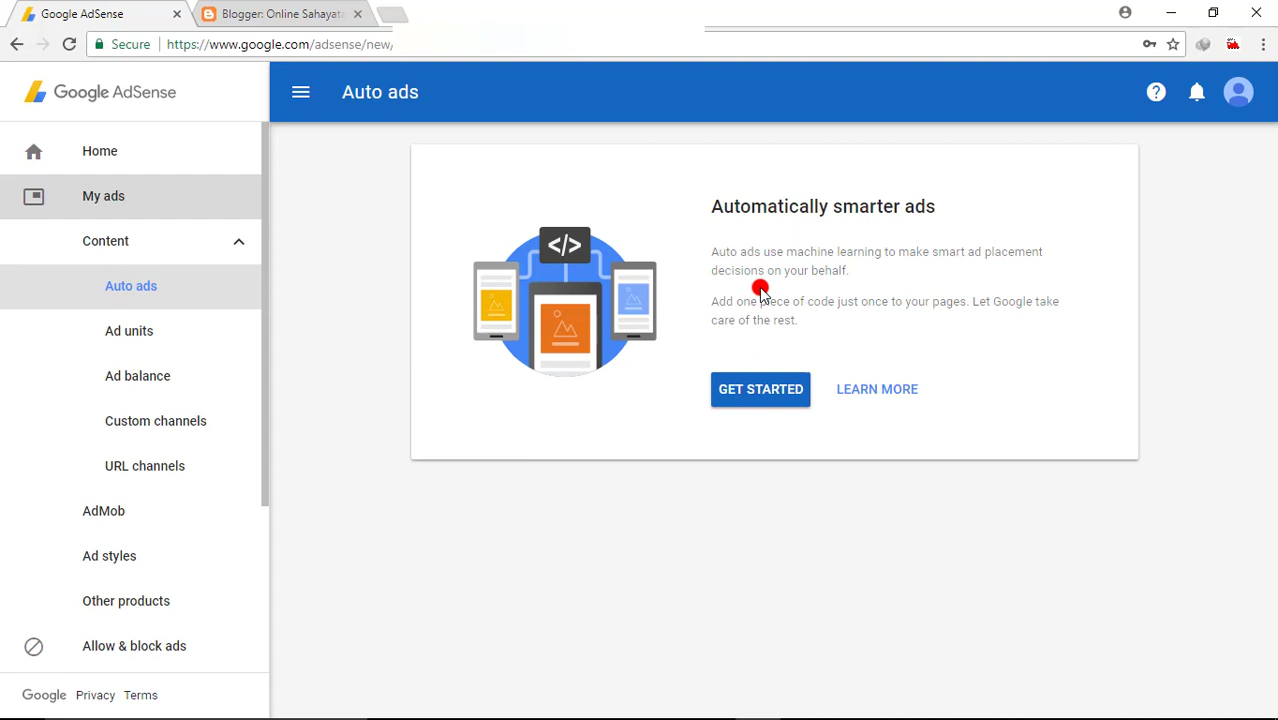 Google AdSense
Blogger: Online Sahayata
Secure
https://www.google.com/adsense/new/
Google AdSense
Auto ads
Home
My ads
Content
Auto ads
Ad units
Ad balance
Custom channels
URL channels
AdMob
Ad styles
Other products
Allow & block ads
Google Privacy Terms
</>
Automatically smarter ads
Auto ads use machine learning to make smart ad placement
decisions on your behalf.
Add one piece of code just once to your pages. Let Google take
care of the rest.
GET STARTED
LEARN MORE